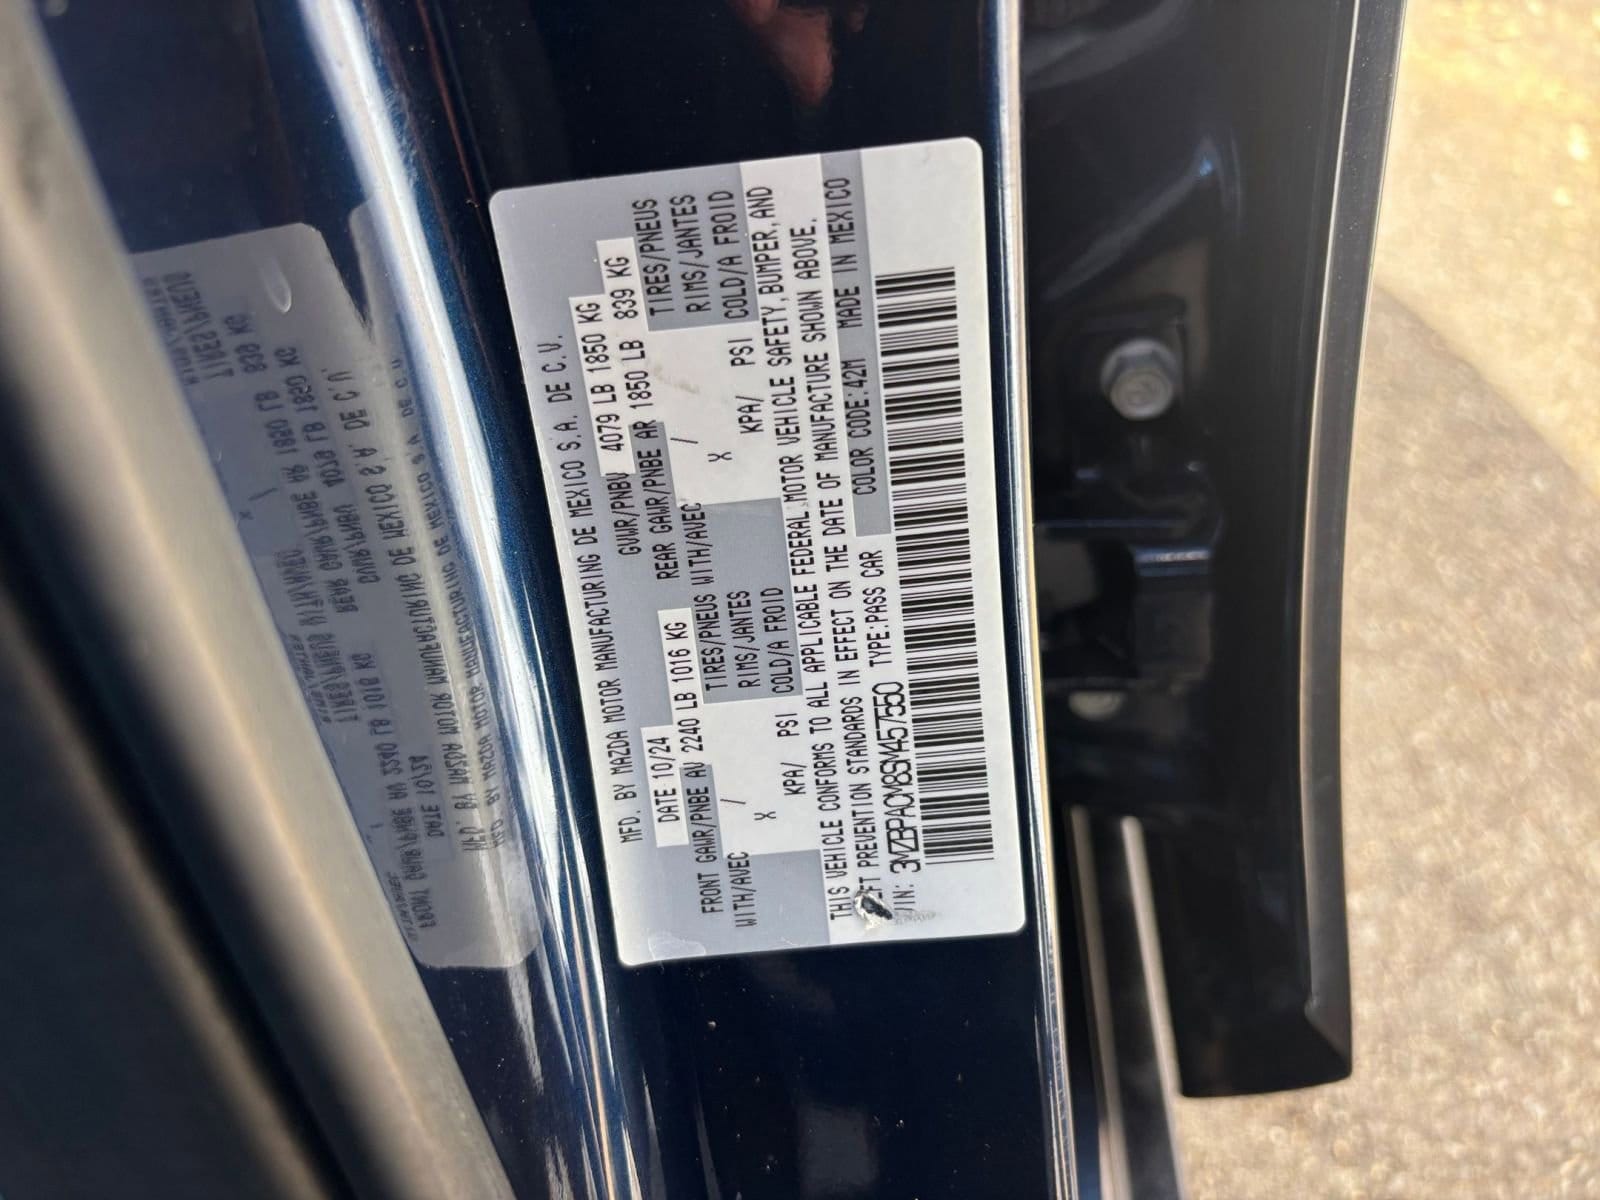 MFD. BY MAZDA MOTOR MANUFACTURING DE MEXICO S.A. DE C.V.
DATE 10/24 GVWR/PNBV 4079 LB 1850 KG
FRONT GAWR/PNBE AV 2240 LB 1016 KG REAR GAWR/PNBE AR 1850 LB 839 KG
WITH/AVEC / TIRES/PNEUS WITH/AVEC / TIRES/PNEUS
X RIMS/JANTES X RIMS/JANTES
KPA/ PSI COLD/A FROID KPA/ PSI COLD/A FROID
THIS VEHICLE CONFORMS TO ALL APPLICABLE FEDERAL MOTOR VEHICLE SAFETY, BUMPER, AND
EFT PREVENTION STANDARDS IN EFFECT ON THE DATE OF MANUFACTURE SHOWN ABOVE.
VIN: 3MZBPACM8SM457550 TYPE:PASS CAR COLOR CODE:42M MADE IN MEXICO